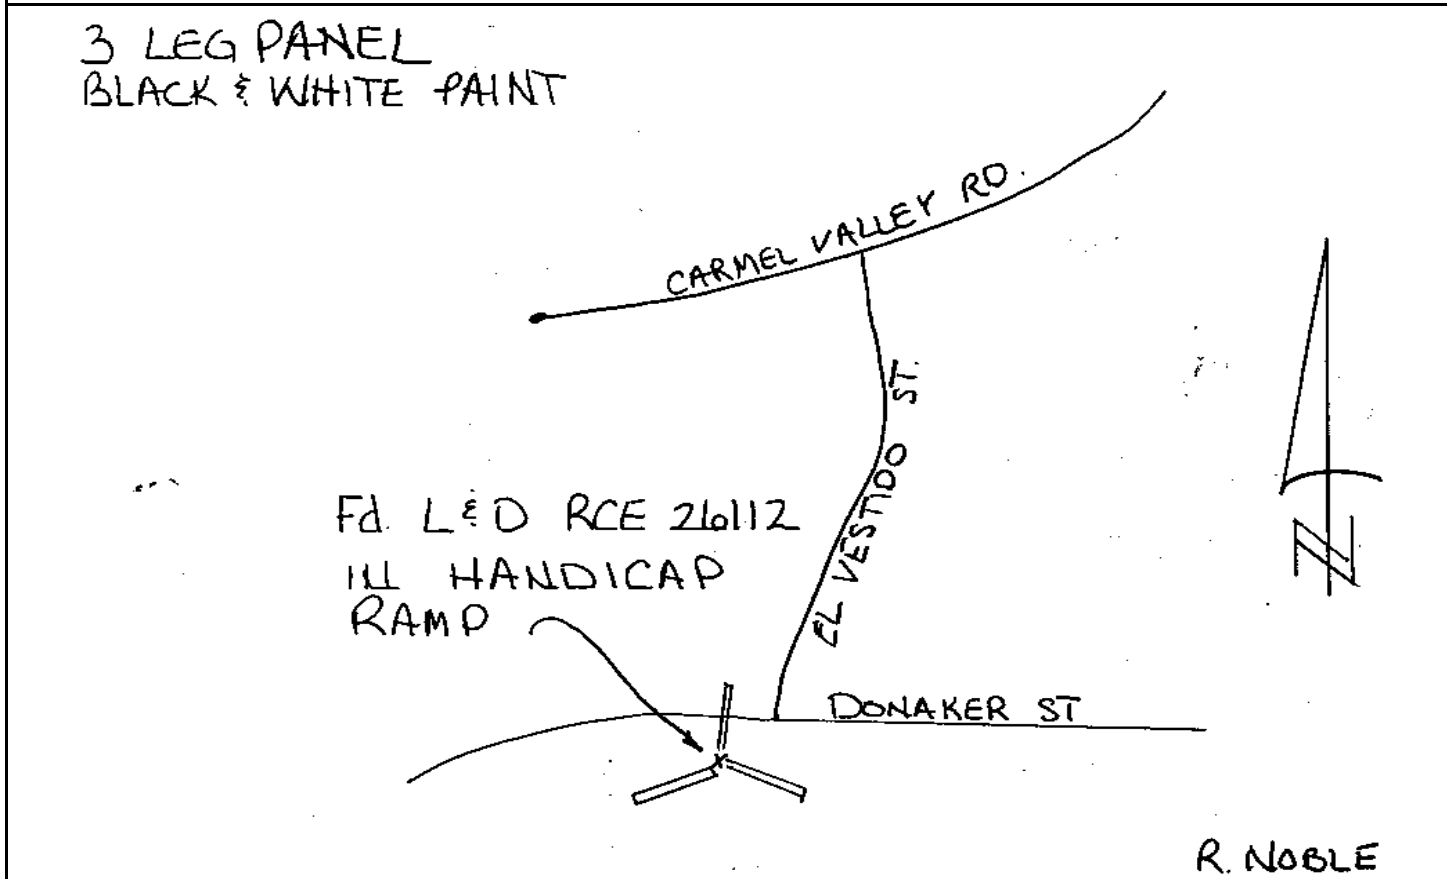 3 LEG PANEL
BLACK & WHITE PAINT
CARMEL VALLEY RD.
EL VESTIDO ST.
Fd. L&D RCE 26112
IN HANDICAP
RAMP
DONAKER ST
N
R. NOBLE